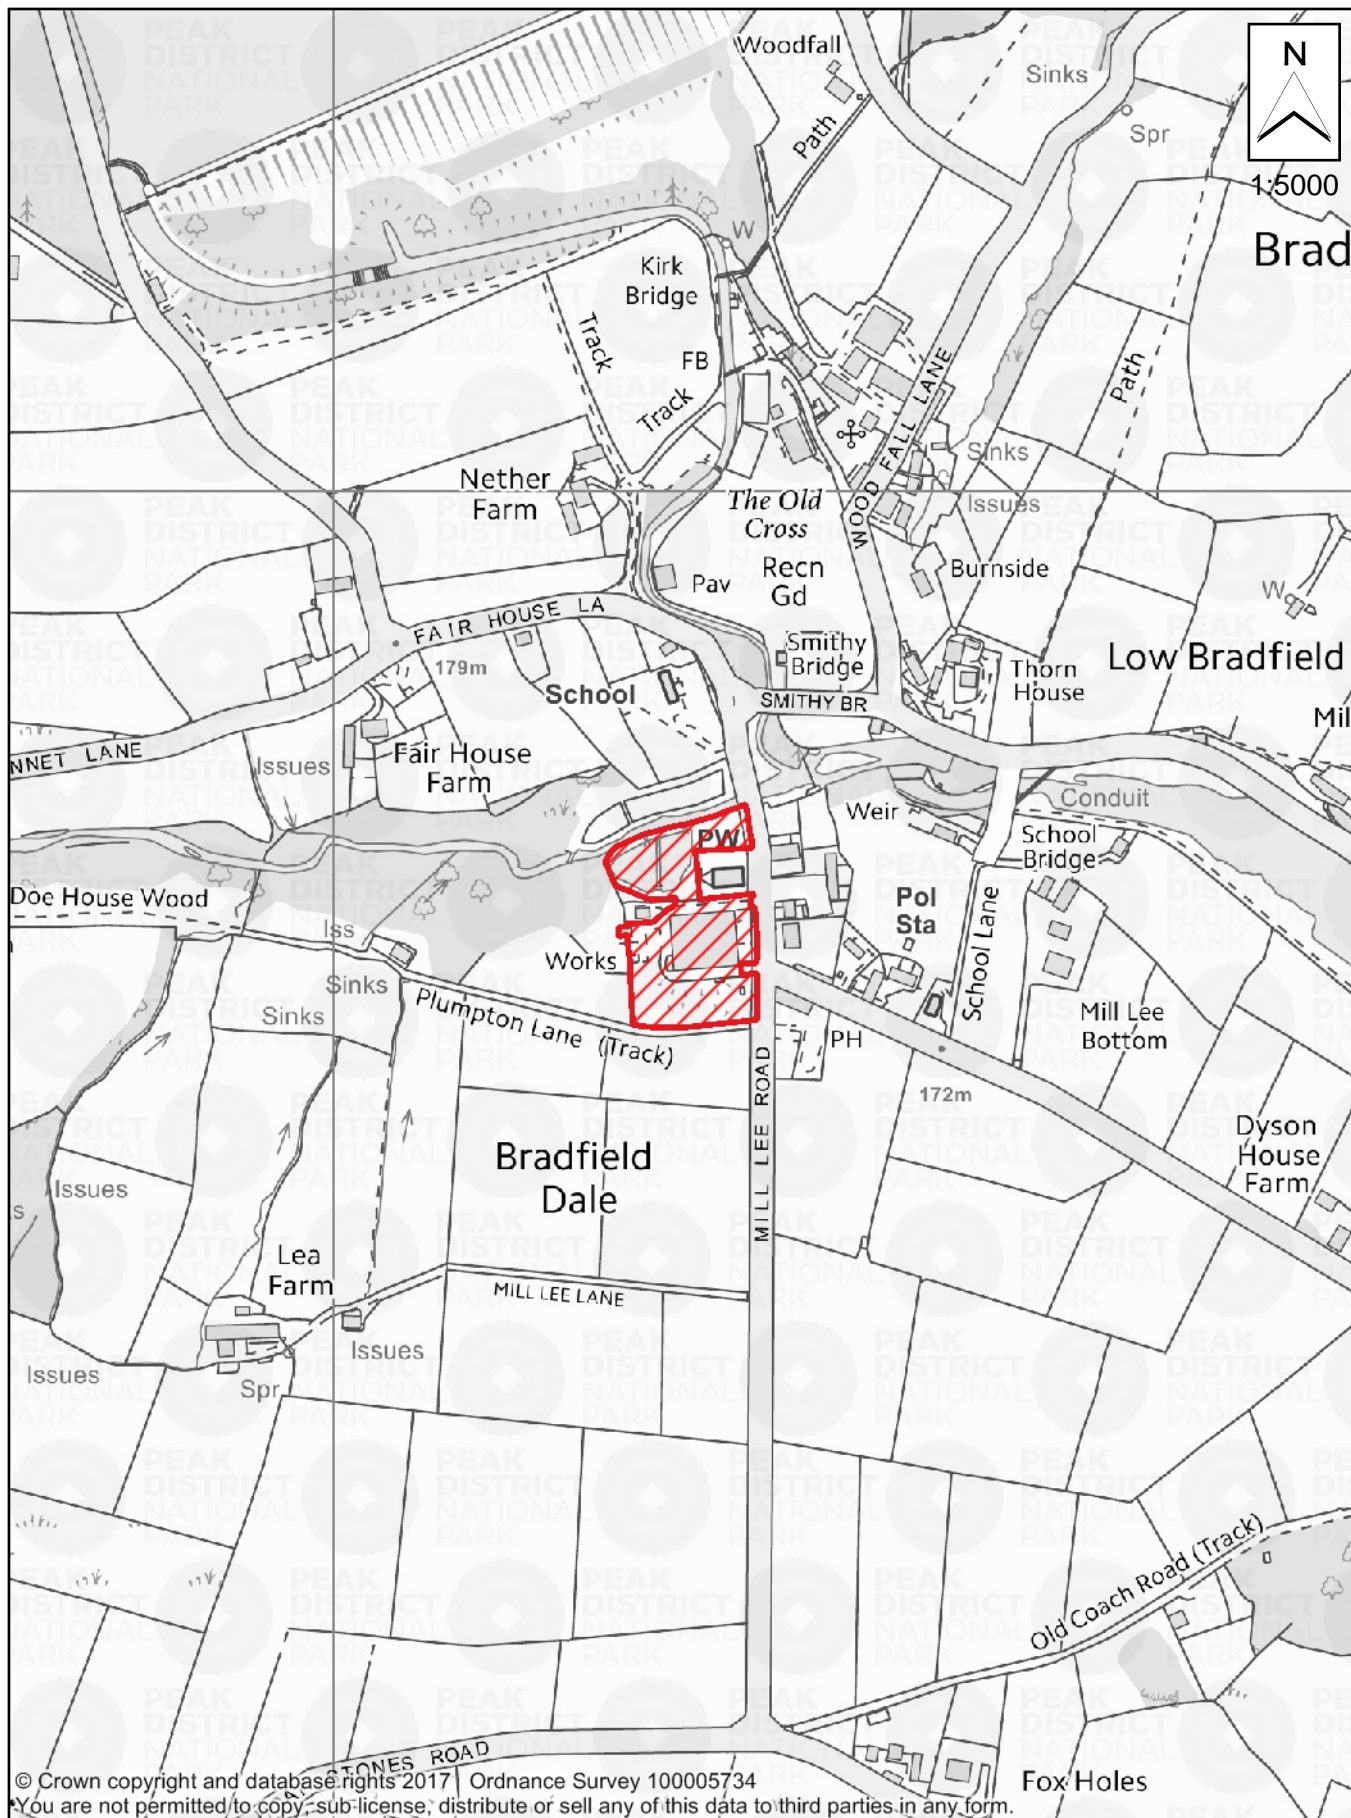 Woodfall
Sinks
N
Path
Spr
1:5000
W
Brad
Kirk
Bridge
Track
FB
Track
Path
WOOD FALL LANE
Sinks
Nether
Farm
The Old
Cross
Issues
Recn
Gd
Burnside
Pav
W
FAIR HOUSE LA
179m
Smithy
Bridge
Low Bradfield
Thorn
House
School
SMITHY BR
Mil
NNET LANE
Issues
Fair House
Farm
Conduit
Weir
School
Bridge
PW
Doe House Wood
Pol
Sta
School Lane
Iss
Works
Sinks
Sinks
Plumpton Lane (Track)
PH
Mill Lee
Bottom
MILL LEE ROAD
172m
Dyson
House
Farm
Bradfield
Dale
Issues
s
Lea
Farm
MILL LEE LANE
Issues
Issues
Spr
Old Coach Road (Track)
STONES ROAD
Fox Holes
© Crown copyright and database rights 2017 Ordnance Survey 100005734
You are not permitted to copy, sub-license, distribute or sell any of this data to third parties in any form.
PEAK
DISTRICT
NATIONAL
PARK